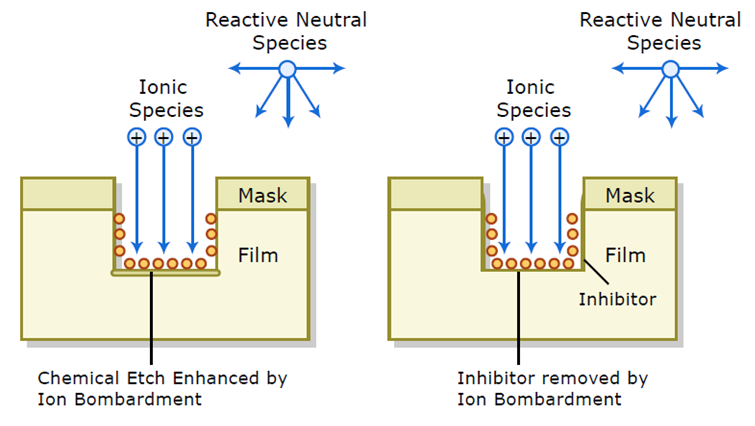 Reactive Neutral
Species
Ionic
Species
+ + +
Mask
Film
Chemical Etch Enhanced by
Ion Bombardment
Reactive Neutral
Species
Ionic
Species
+ + +
Mask
Film
Inhibitor
Inhibitor removed by
Ion Bombardment